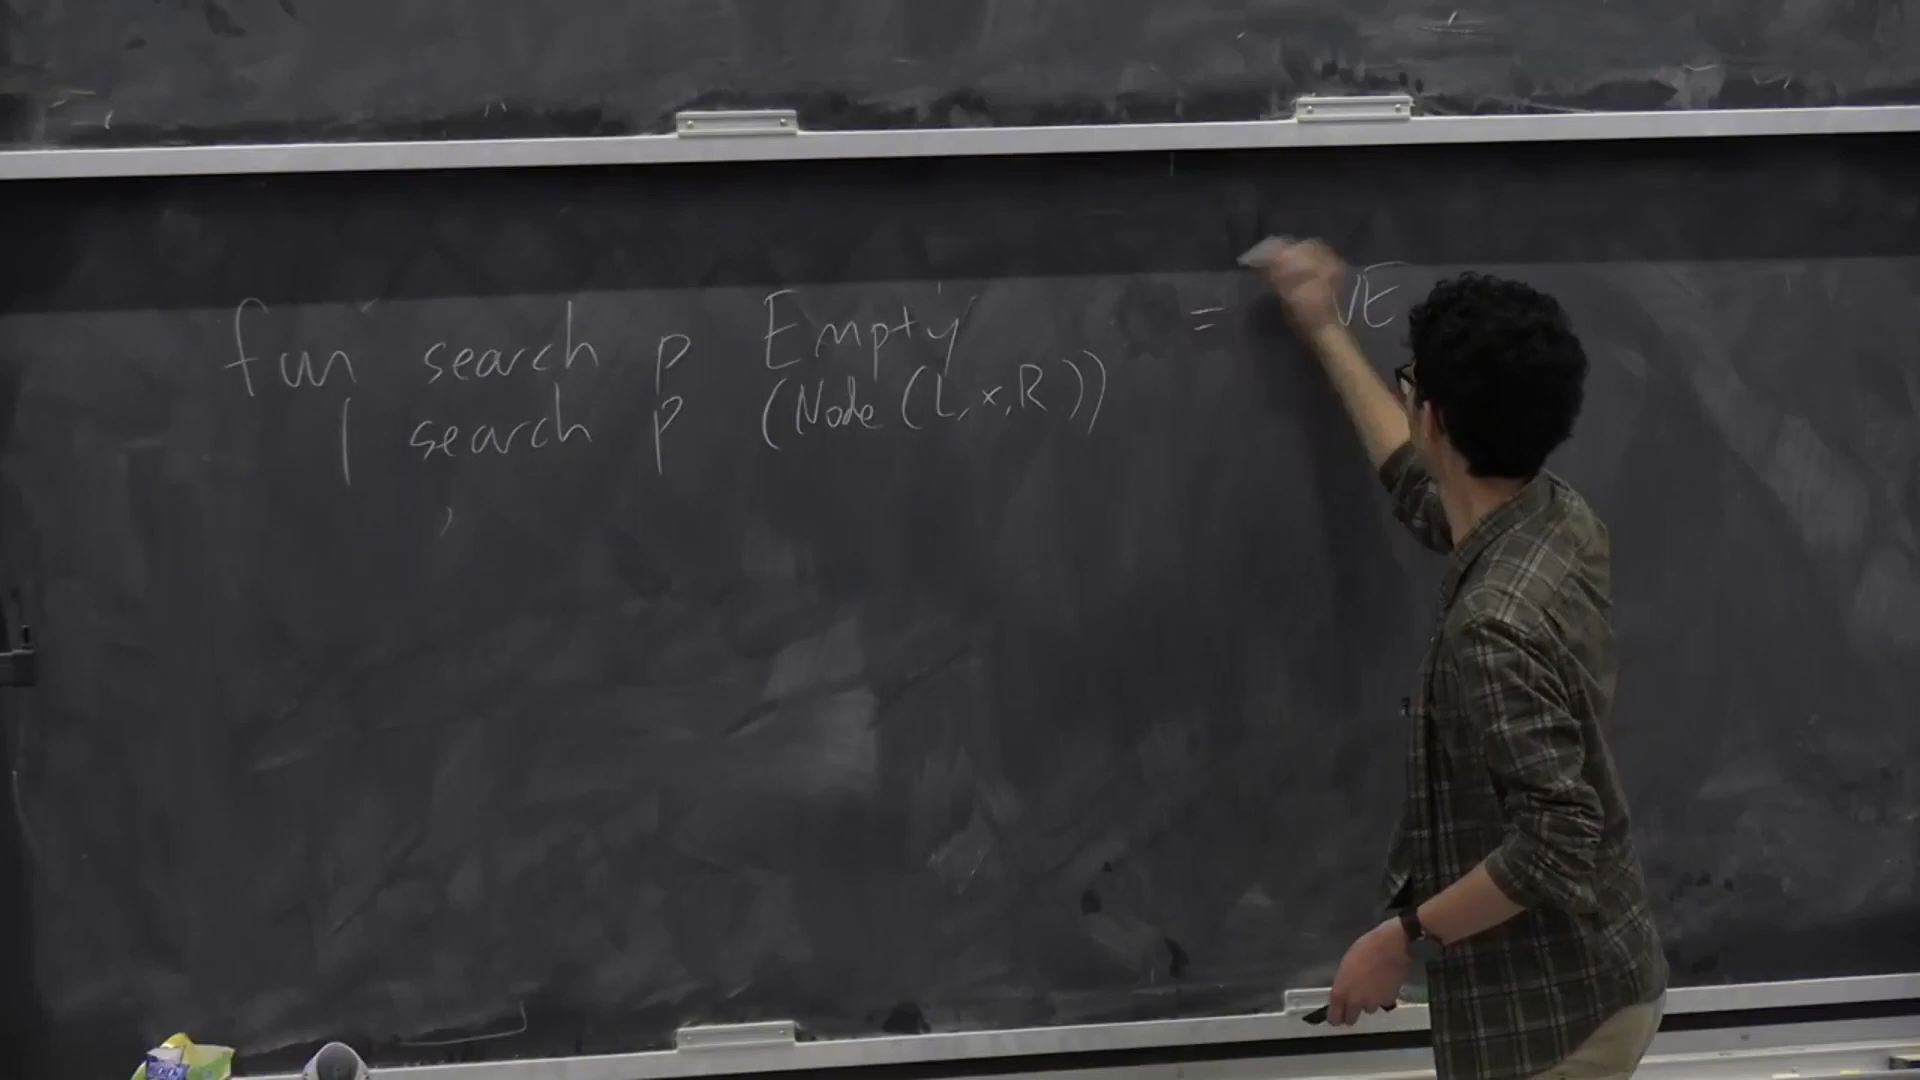 fun search p Empty =
| search p (Node (L, x, R))